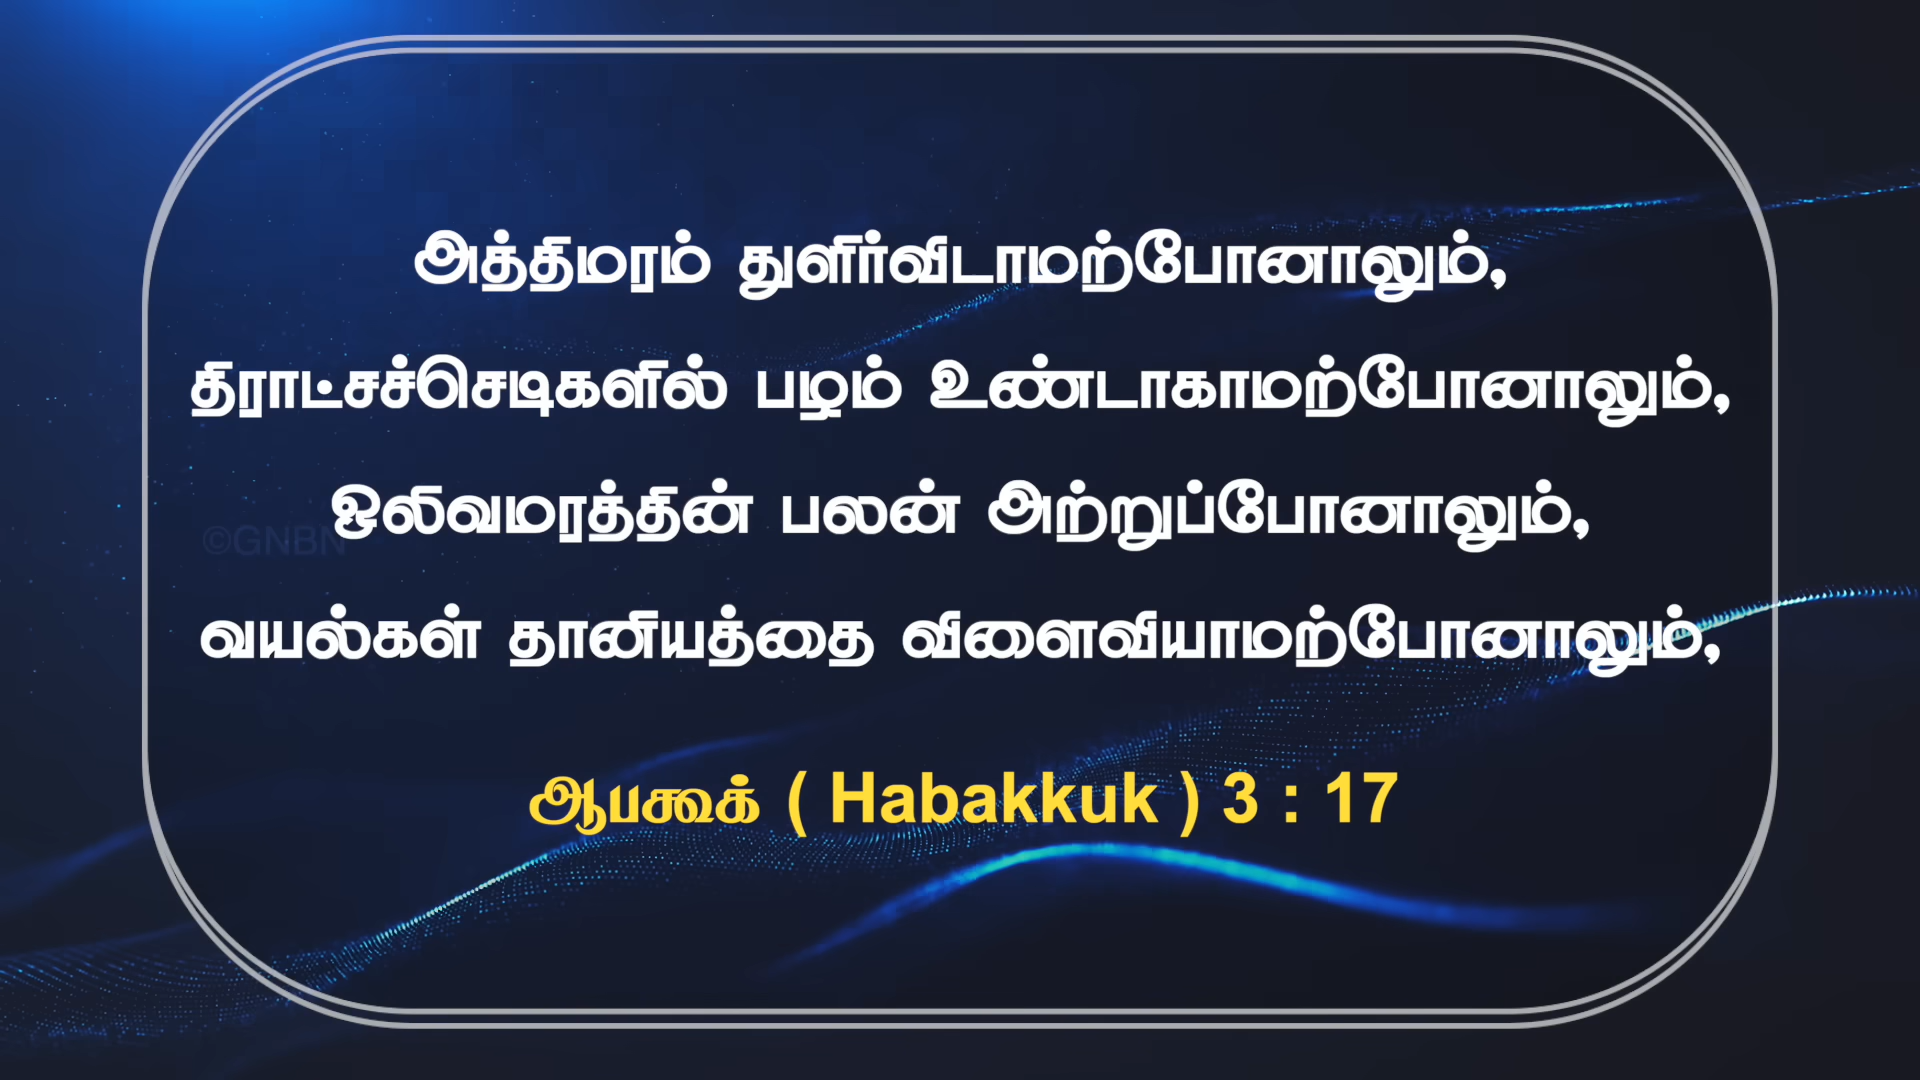 அத்திமரம் துளிர்விடாமற்போனாலும்,
திராட்சச்செடிகளில் பழம் உண்டாகாமற்போனாலும்,
ஒலிவமரத்தின் பலன் அற்றுப்போனாலும்,
©GNBN
வயல்கள் தானியத்தை விளைவியாமற்போனாலும்,
ஆபகூக் ( Habakkuk ) 3 : 17